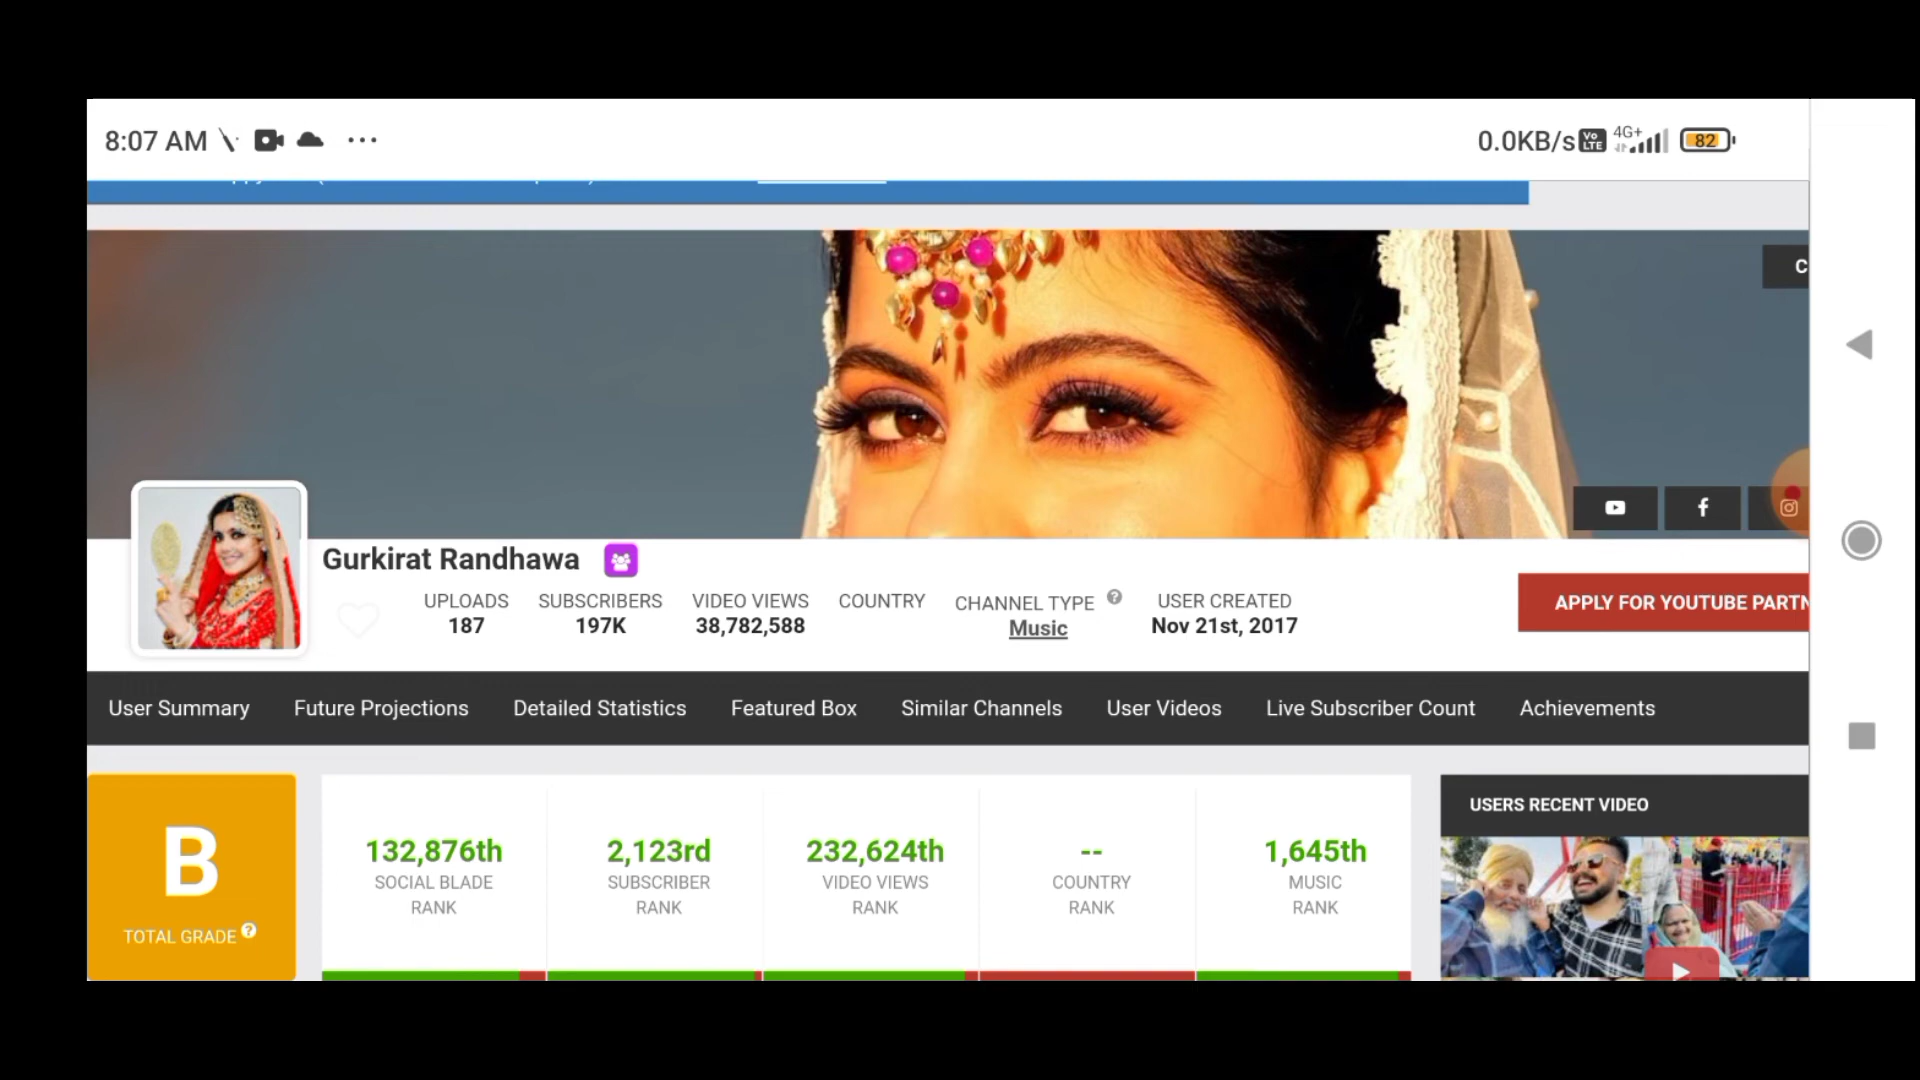 8:07 AM
0.0KB/s Vo LTE 4G+ 82
C
Gurkirat Randhawa
UPLOADS SUBSCRIBERS VIDEO VIEWS COUNTRY CHANNEL TYPE ? USER CREATED
187 197K 38,782,588 Music Nov 21st, 2017
APPLY FOR YOUTUBE PARTN
User Summary Future Projections Detailed Statistics Featured Box Similar Channels User Videos Live Subscriber Count Achievements
B
TOTAL GRADE ?
132,876th
SOCIAL BLADE
RANK
2,123rd
SUBSCRIBER
RANK
232,624th
VIDEO VIEWS
RANK
--
COUNTRY
RANK
1,645th
MUSIC
RANK
USERS RECENT VIDEO